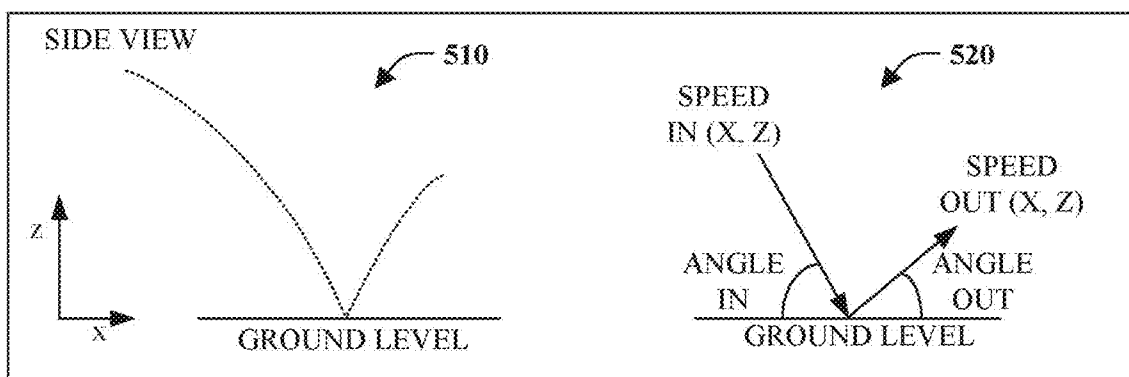 SIDE VIEW
510
Z
X
GROUND LEVEL
520
SPEED
IN (X, Z)
SPEED
OUT (X, Z)
ANGLE
IN
ANGLE
OUT
GROUND LEVEL